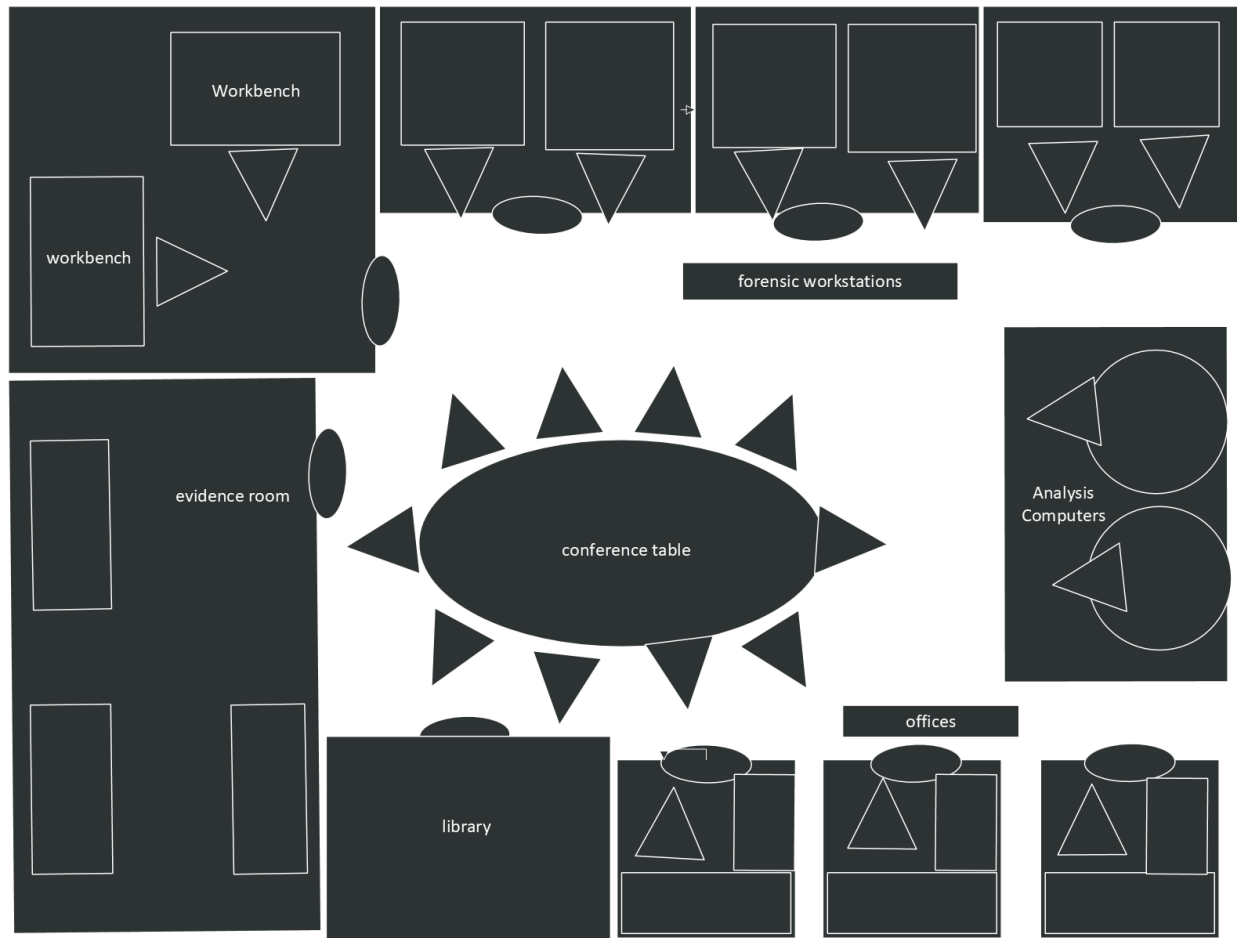 Workbench
workbench
forensic workstations
evidence room
Analysis
Computers
conference table
offices
library